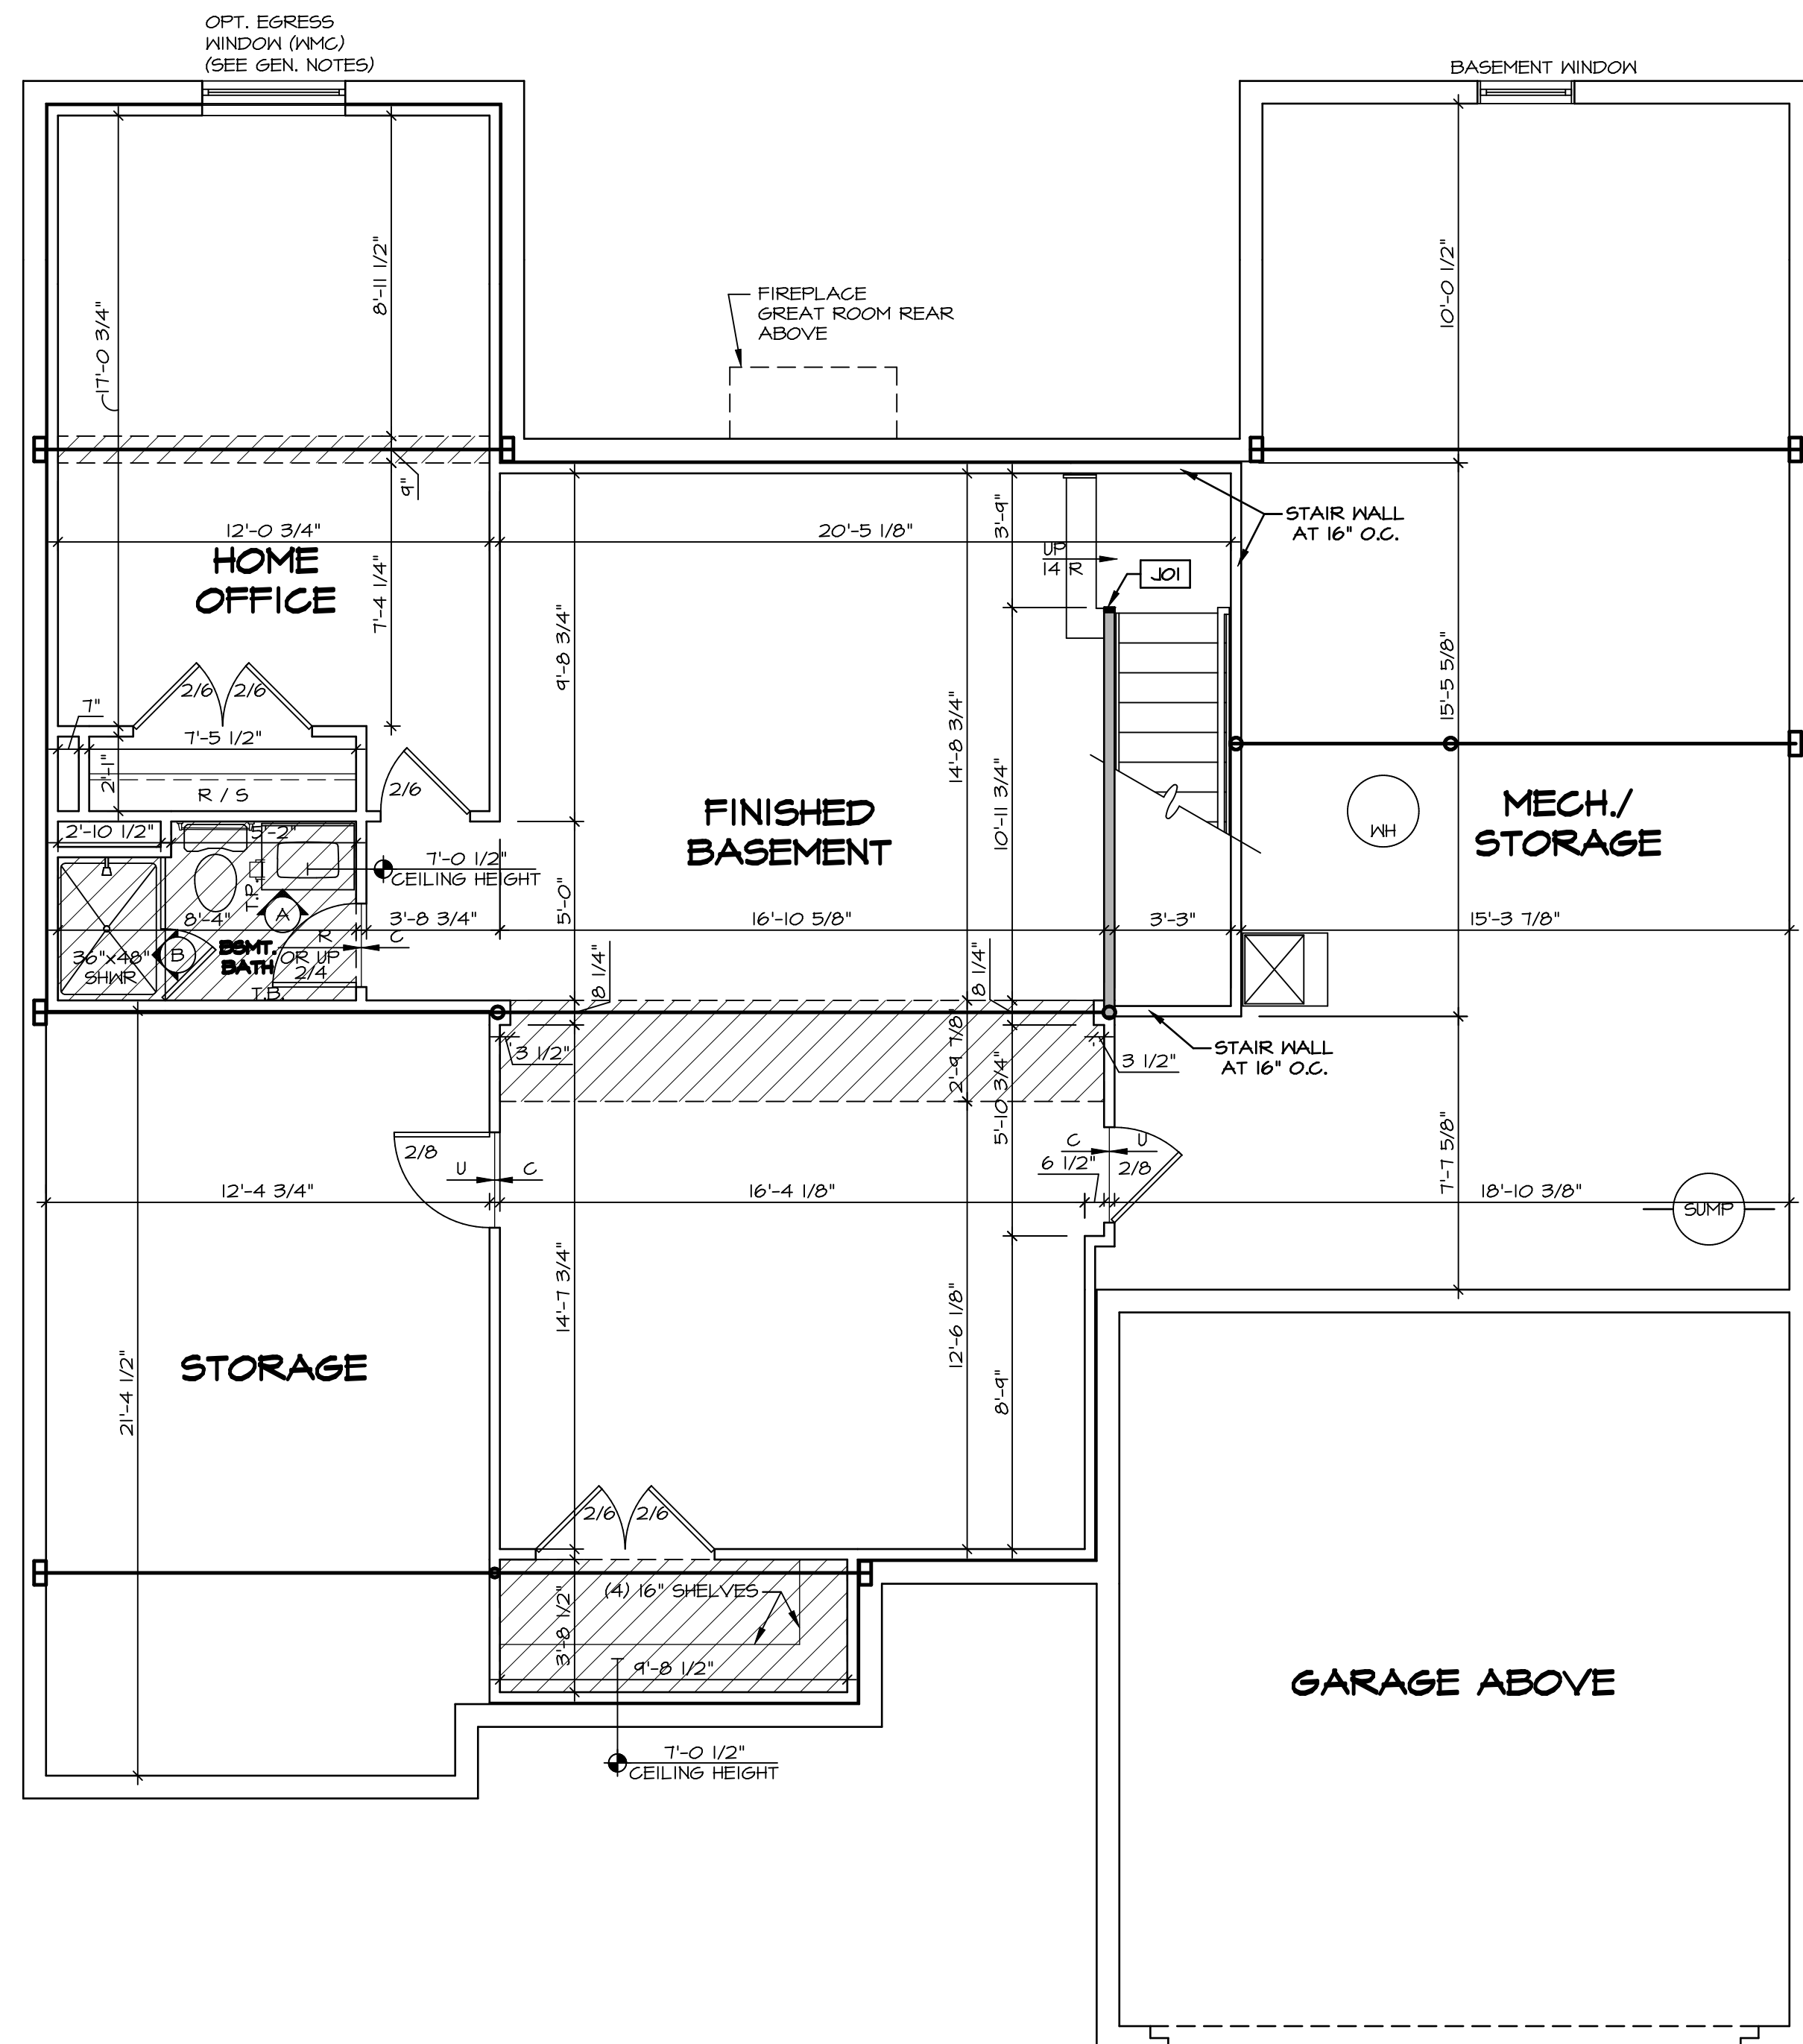 OPT. EGRESS
WINDOW (WMC)
(SEE GEN. NOTES)
BASEMENT WINDOW
8'-11 1/2"
10'-0 1/2"
17'-0 3/4"
FIREPLACE
GREAT ROOM REAR
ABOVE
9"
3'-9"
STAIR WALL
AT 16" O.C.
12'-0 3/4"
20'-5 1/8"
HOME
OFFICE
UP
14 R
J01
7'-4 1/4"
9'-8 3/4"
15'-5 5/8"
2/6
2/6
7"
7'-5 1/2"
14'-8 3/4"
2'-1"
R / S
2/6
10'-11 3/4"
FINISHED
BASEMENT
MECH./
STORAGE
WH
2'-10 1/2"
5'-2"
7'-0 1/2"
CEILING HEIGHT
T.P.
5'-0"
8'-4"
A
3'-8 3/4"
16'-10 5/8"
3'-3"
15'-3 7/8"
R
C
36"x48"
SHWR
B
BSMT.
BATH
OR UP
2/4
T.B.
8 1/4"
8 1/4"
3 1/2"
2'-9 7/8"
3 1/2"
STAIR WALL
AT 16" O.C.
5'-10 3/4"
7'-7 5/8"
2/8
U
C
C
U
6 1/2"
2/8
12'-4 3/4"
16'-4 1/8"
18'-10 3/8"
SUMP
14'-7 3/4"
12'-6 1/8"
8'-9"
STORAGE
21'-4 1/2"
2/6
2/6
(4) 16" SHELVES
3'-8 1/2"
9'-8 1/2"
GARAGE ABOVE
7'-0 1/2"
CEILING HEIGHT